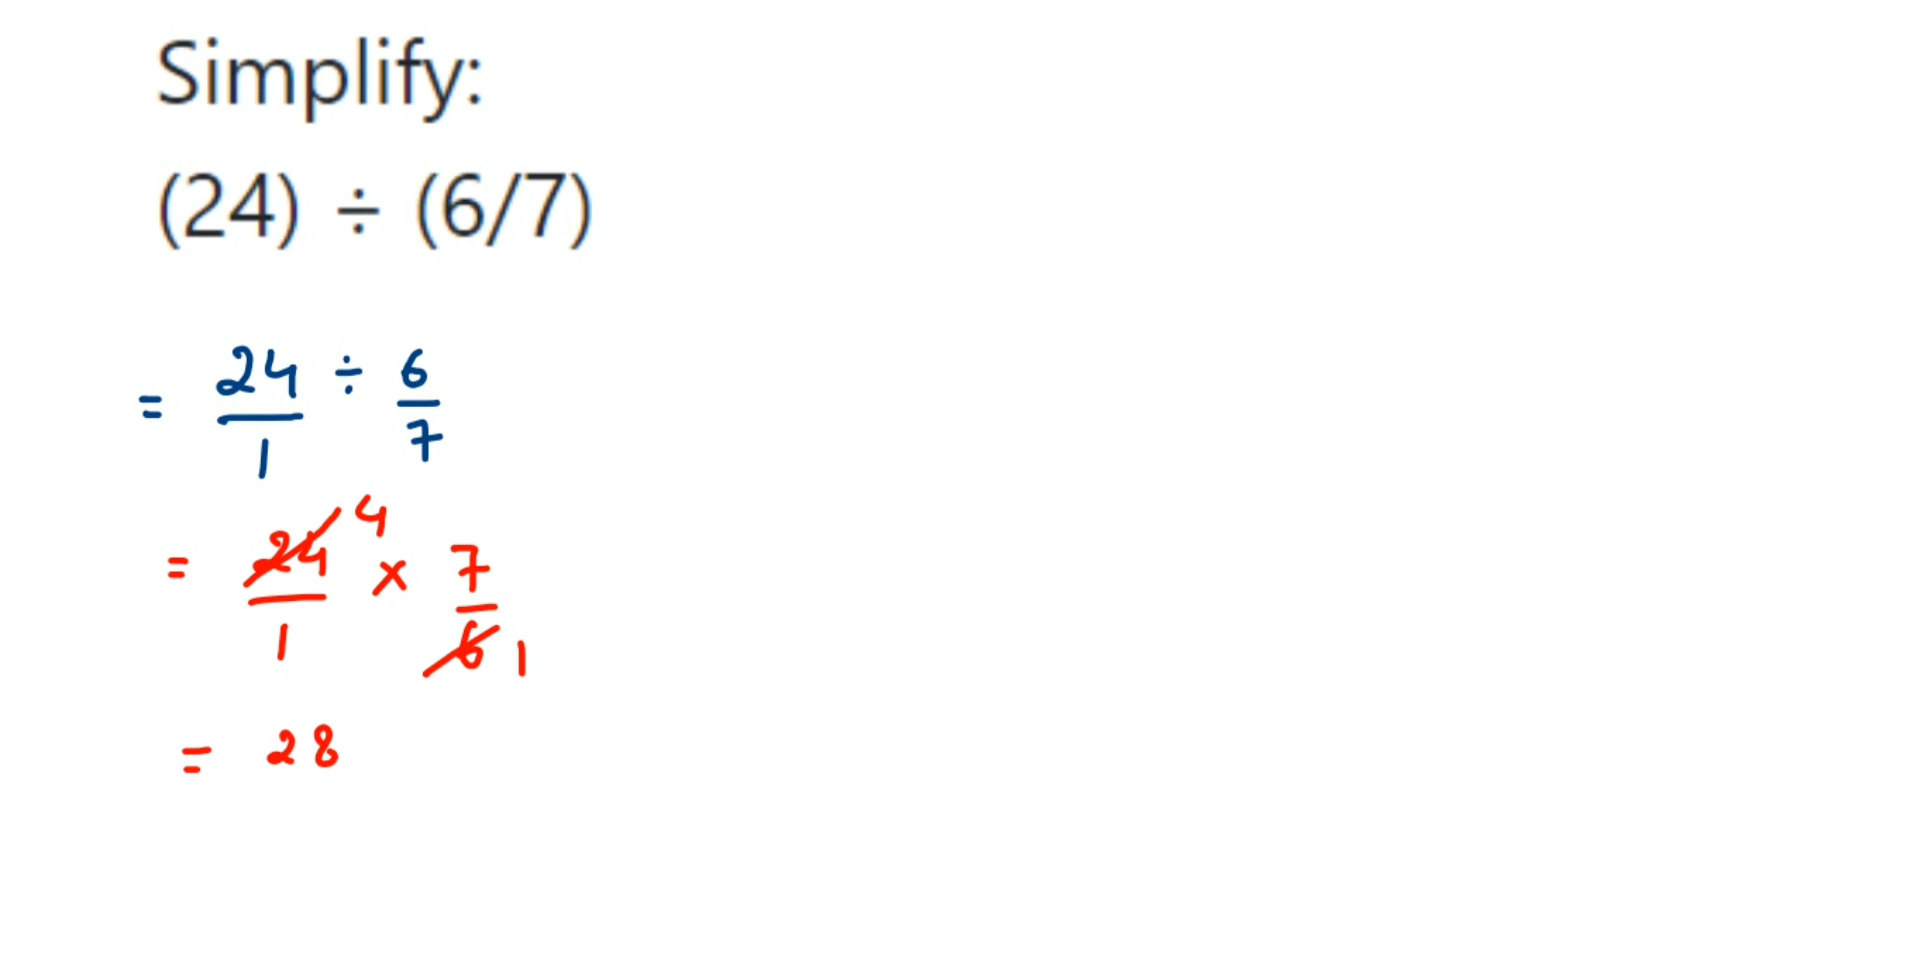 Simplify:
(24) ÷ (6/7)
= 24/1 ÷ 6/7
= 24 4/1 × 7/6 1
= 28